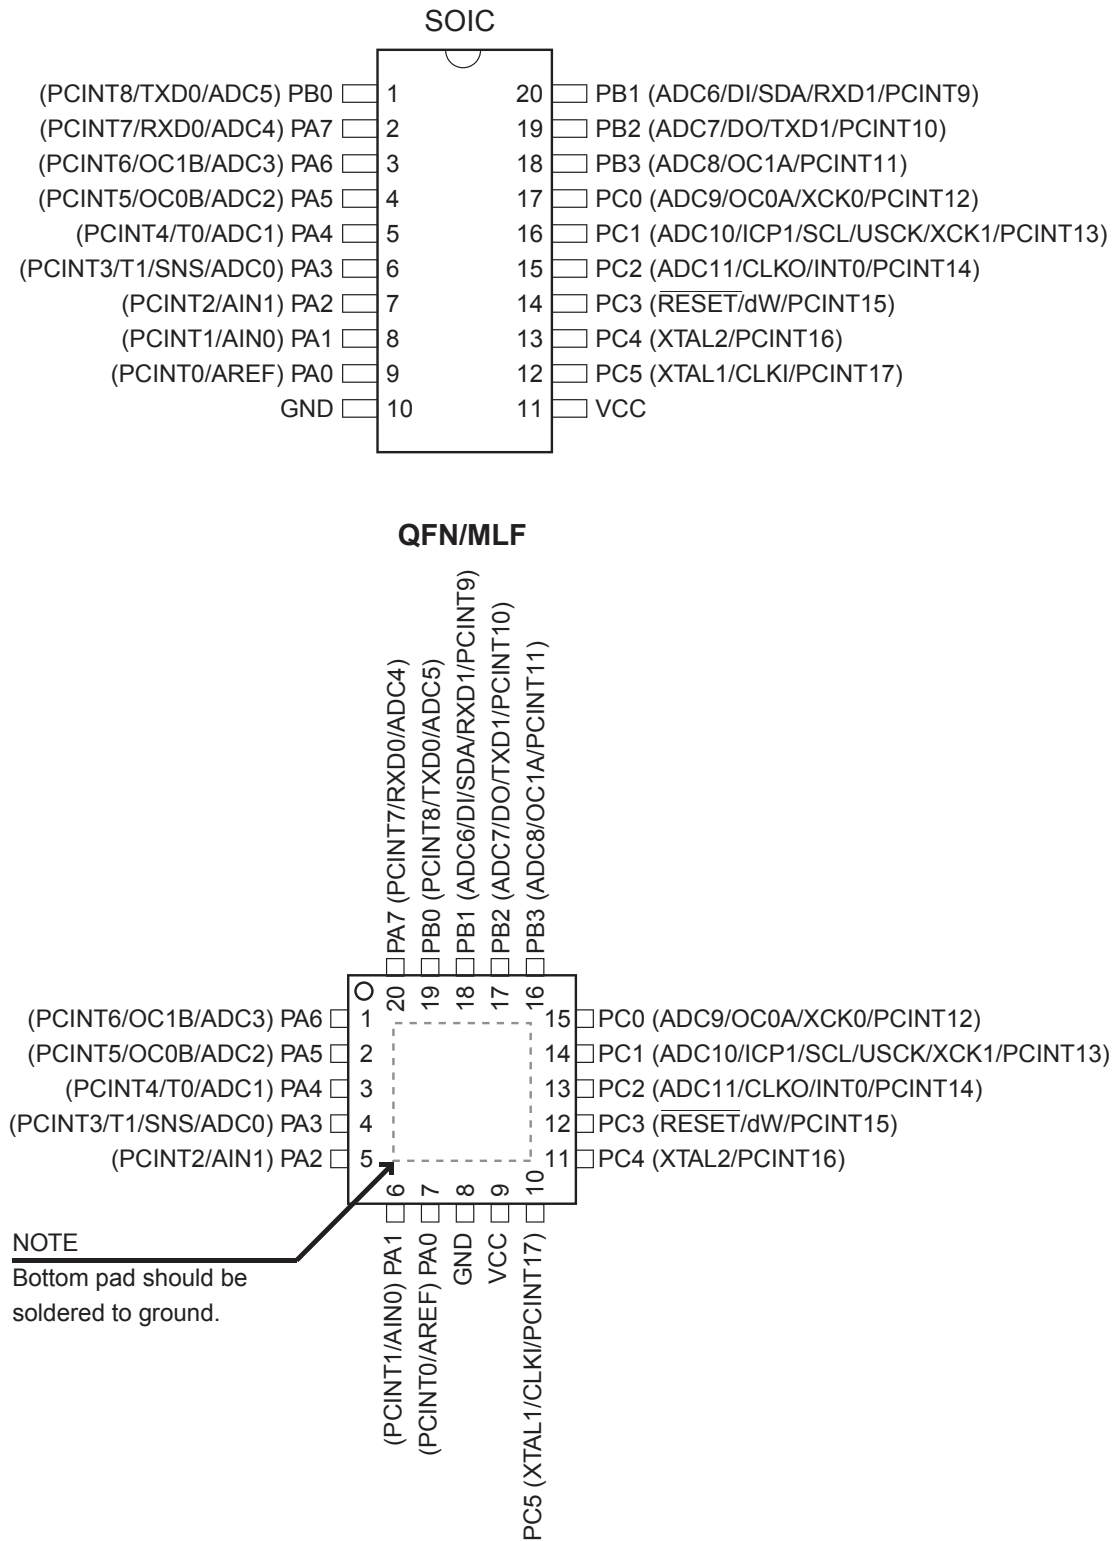 SOIC
(PCINT8/TXD0/ADC5) PB0 1 20 PB1 (ADC6/DI/SDA/RXD1/PCINT9)
(PCINT7/RXD0/ADC4) PA7 2 19 PB2 (ADC7/DO/TXD1/PCINT10)
(PCINT6/OC1B/ADC3) PA6 3 18 PB3 (ADC8/OC1A/PCINT11)
(PCINT5/OC0B/ADC2) PA5 4 17 PC0 (ADC9/OC0A/XCK0/PCINT12)
(PCINT4/T0/ADC1) PA4 5 16 PC1 (ADC10/ICP1/SCL/USCK/XCK1/PCINT13)
(PCINT3/T1/SNS/ADC0) PA3 6 15 PC2 (ADC11/CLKO/INT0/PCINT14)
(PCINT2/AIN1) PA2 7 14 PC3 (RESET/dW/PCINT15)
(PCINT1/AIN0) PA1 8 13 PC4 (XTAL2/PCINT16)
(PCINT0/AREF) PA0 9 12 PC5 (XTAL1/CLKI/PCINT17)
GND 10 11 VCC
QFN/MLF
PA7 (PCINT7/RXD0/ADC4)
PB0 (PCINT8/TXD0/ADC5)
PB1 (ADC6/DI/SDA/RXD1/PCINT9)
PB2 (ADC7/DO/TXD1/PCINT10)
PB3 (ADC8/OC1A/PCINT11)
20 19 18 17 16
(PCINT6/OC1B/ADC3) PA6 1 15 PC0 (ADC9/OC0A/XCK0/PCINT12)
(PCINT5/OC0B/ADC2) PA5 2 14 PC1 (ADC10/ICP1/SCL/USCK/XCK1/PCINT13)
(PCINT4/T0/ADC1) PA4 3 13 PC2 (ADC11/CLKO/INT0/PCINT14)
(PCINT3/T1/SNS/ADC0) PA3 4 12 PC3 (RESET/dW/PCINT15)
(PCINT2/AIN1) PA2 5 11 PC4 (XTAL2/PCINT16)
6 7 8 9 10
(PCINT1/AIN0) PA1
(PCINT0/AREF) PA0
GND
VCC
PC5 (XTAL1/CLKI/PCINT17)
NOTE
Bottom pad should be
soldered to ground.